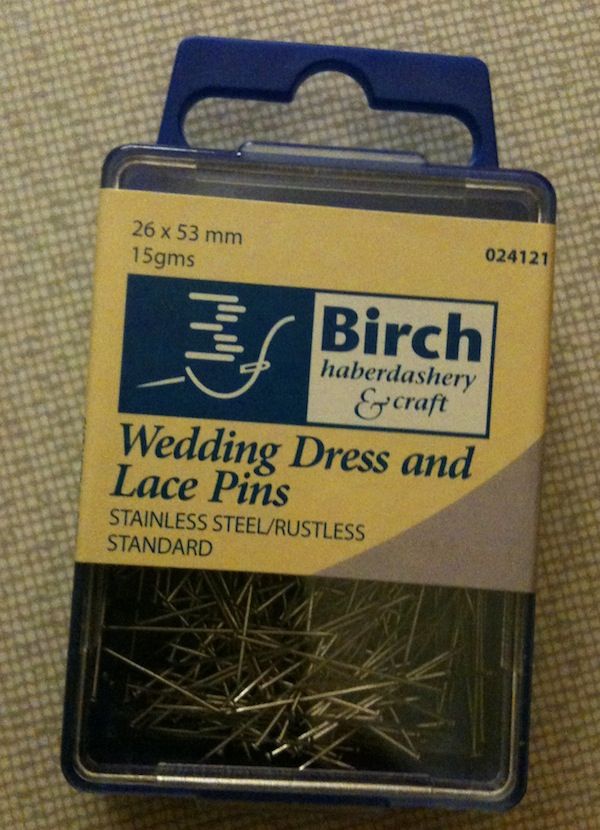 26 x 53 mm
15gms
024121
Birch
haberdashery
& craft
Wedding Dress and
Lace Pins
STAINLESS STEEL/RUSTLESS
STANDARD